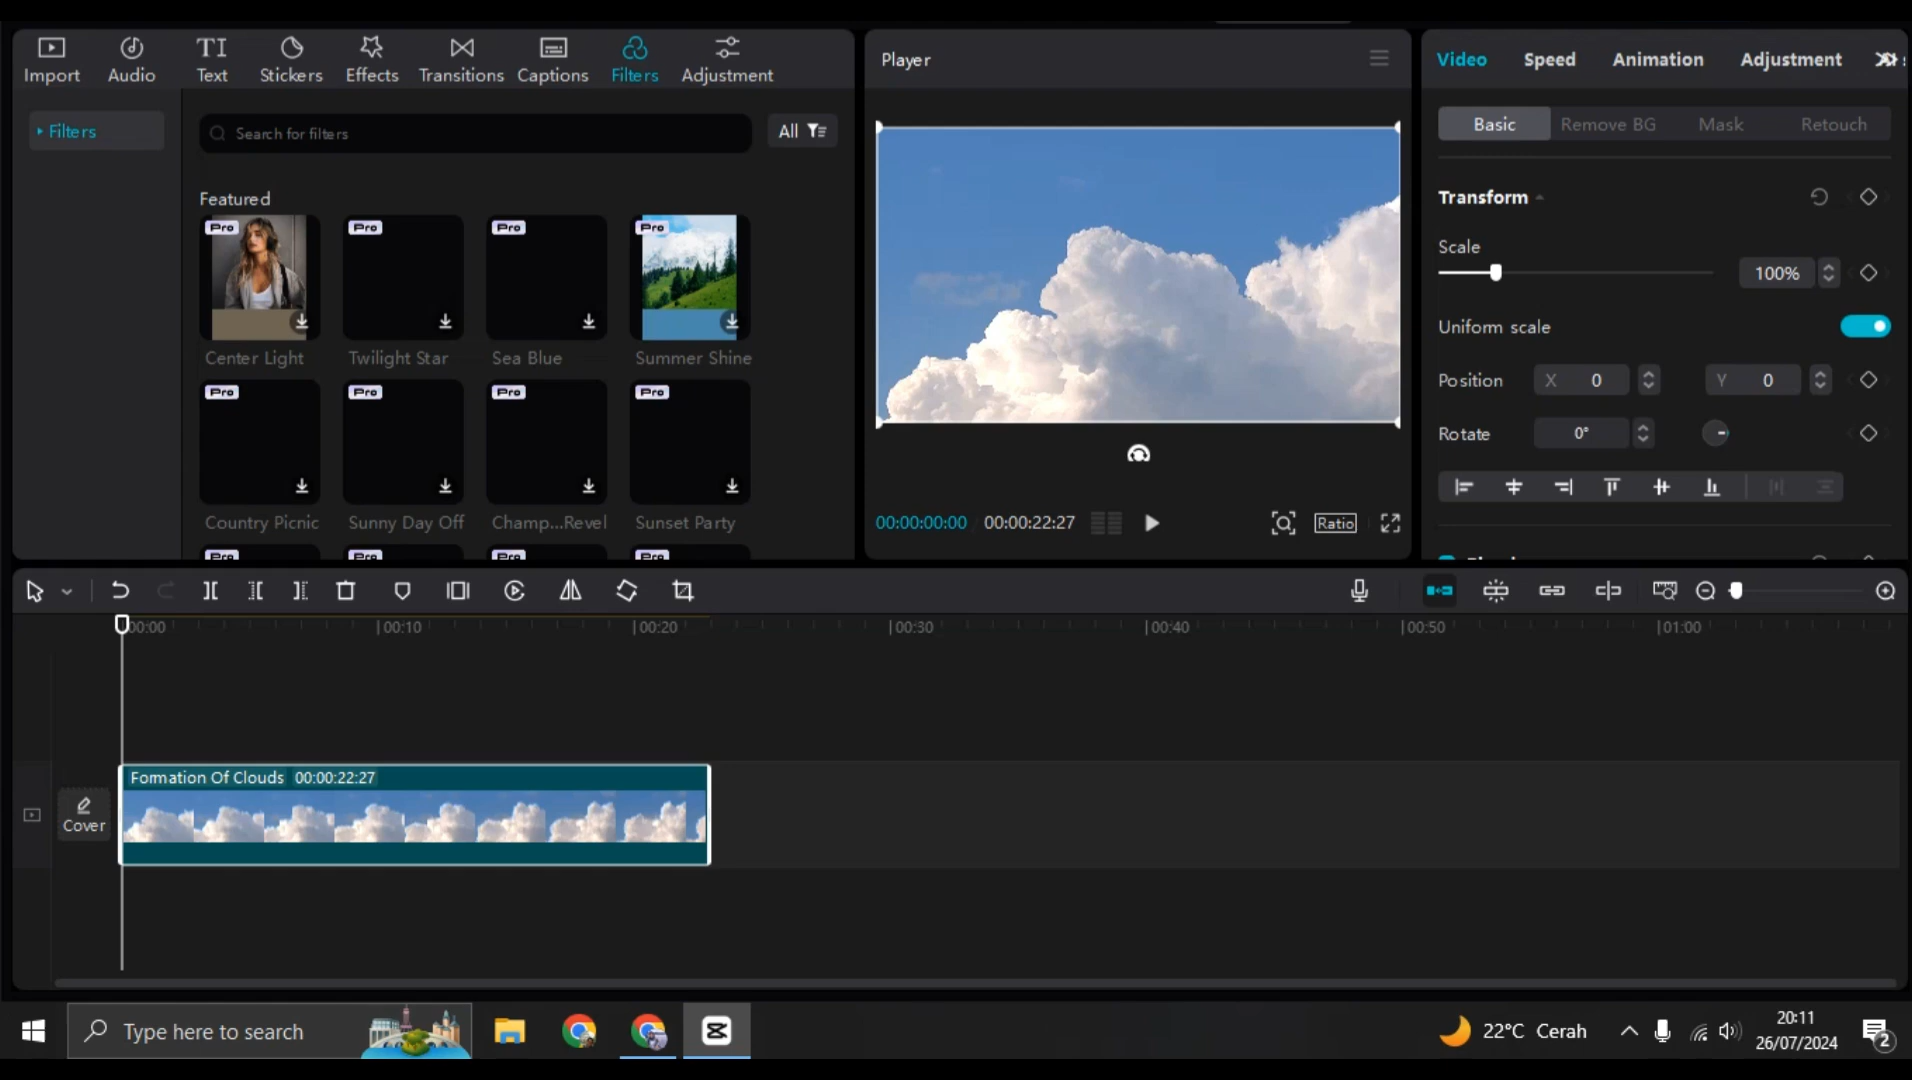 Import
Audio
Text
Stickers
Effects
Transitions
Captions
Filters
Adjustment
Filters
Search for filters
All
Featured
Pro
Pro
Pro
Pro
Center Light
Twilight Star
Sea Blue
Summer Shine
Pro
Pro
Pro
Pro
Country Picnic
Sunny Day Off
Champ...Revel
Sunset Party
Pro
Pro
Pro
Pro
Player
00:00:00:00
00:00:22:27
Ratio
Video
Speed
Animation
Adjustment
Basic
Remove BG
Mask
Retouch
Transform
Scale
100%
Uniform scale
Position
X 0
Y 0
Rotate
0°
00:00
00:10
00:20
00:30
00:40
00:50
01:00
Cover
Formation Of Clouds 00:00:22:27
Type here to search
22°C Cerah
20:11
26/07/2024
2